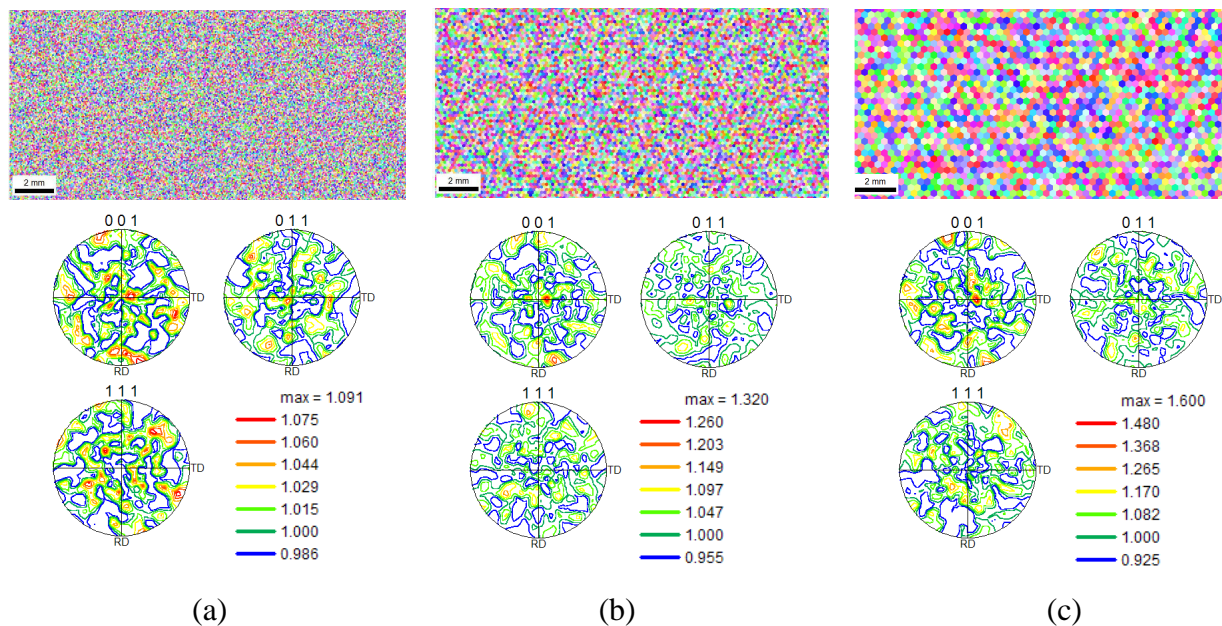 2 mm
2 mm
2 mm
0 0 1
0 1 1
TD
TD
RD
RD
1 1 1
TD
RD
max = 1.091
1.075
1.060
1.044
1.029
1.015
1.000
0.986
0 0 1
0 1 1
TD
TD
RD
RD
1 1 1
TD
RD
max = 1.320
1.260
1.203
1.149
1.097
1.047
1.000
0.955
0 0 1
0 1 1
TD
TD
RD
RD
1 1 1
TD
RD
max = 1.600
1.480
1.368
1.265
1.170
1.082
1.000
0.925
(a)
(b)
(c)